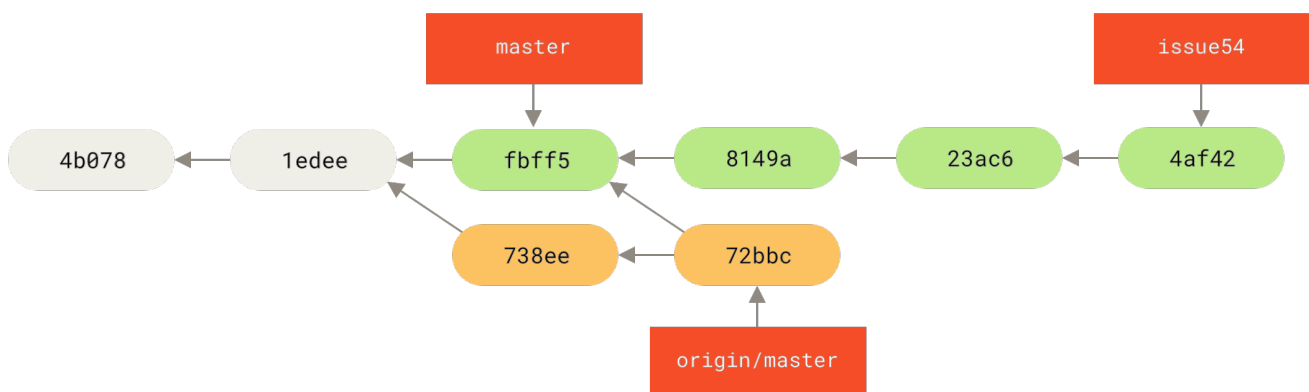 master
issue54
4b078
1edee
fbff5
8149a
23ac6
4af42
738ee
72bbc
origin/master